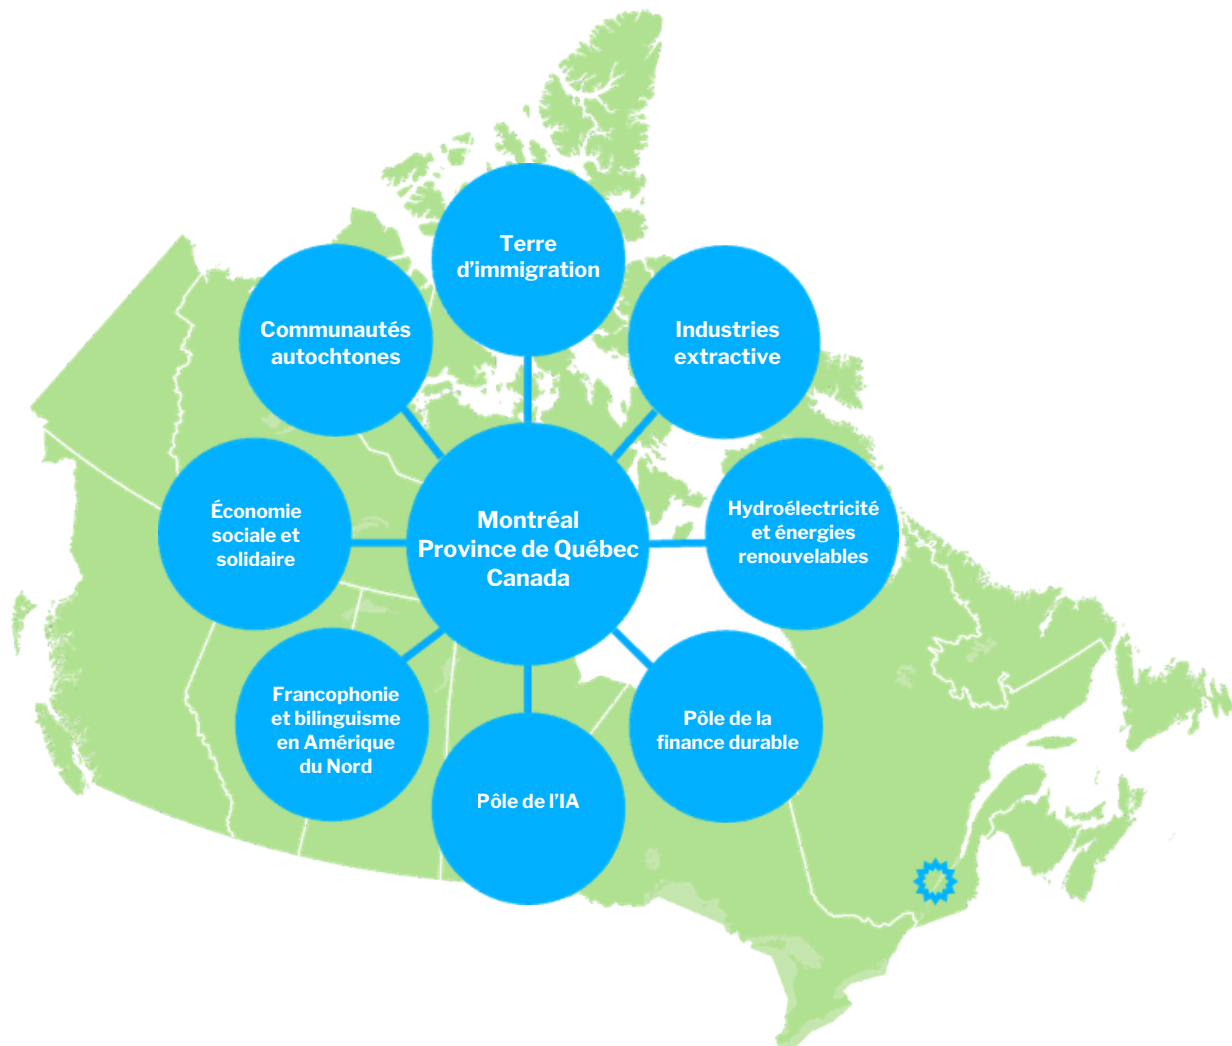 Terre
d’immigration
Communautés
autochtones
Industries
extractive
Économie
sociale et
solidaire
Montréal
Province de Québec
Canada
Hydroélectricité
et énergies
renouvelables
Francophonie
et bilinguisme
en Amérique
du Nord
Pôle de la
finance durable
Pôle de l’IA